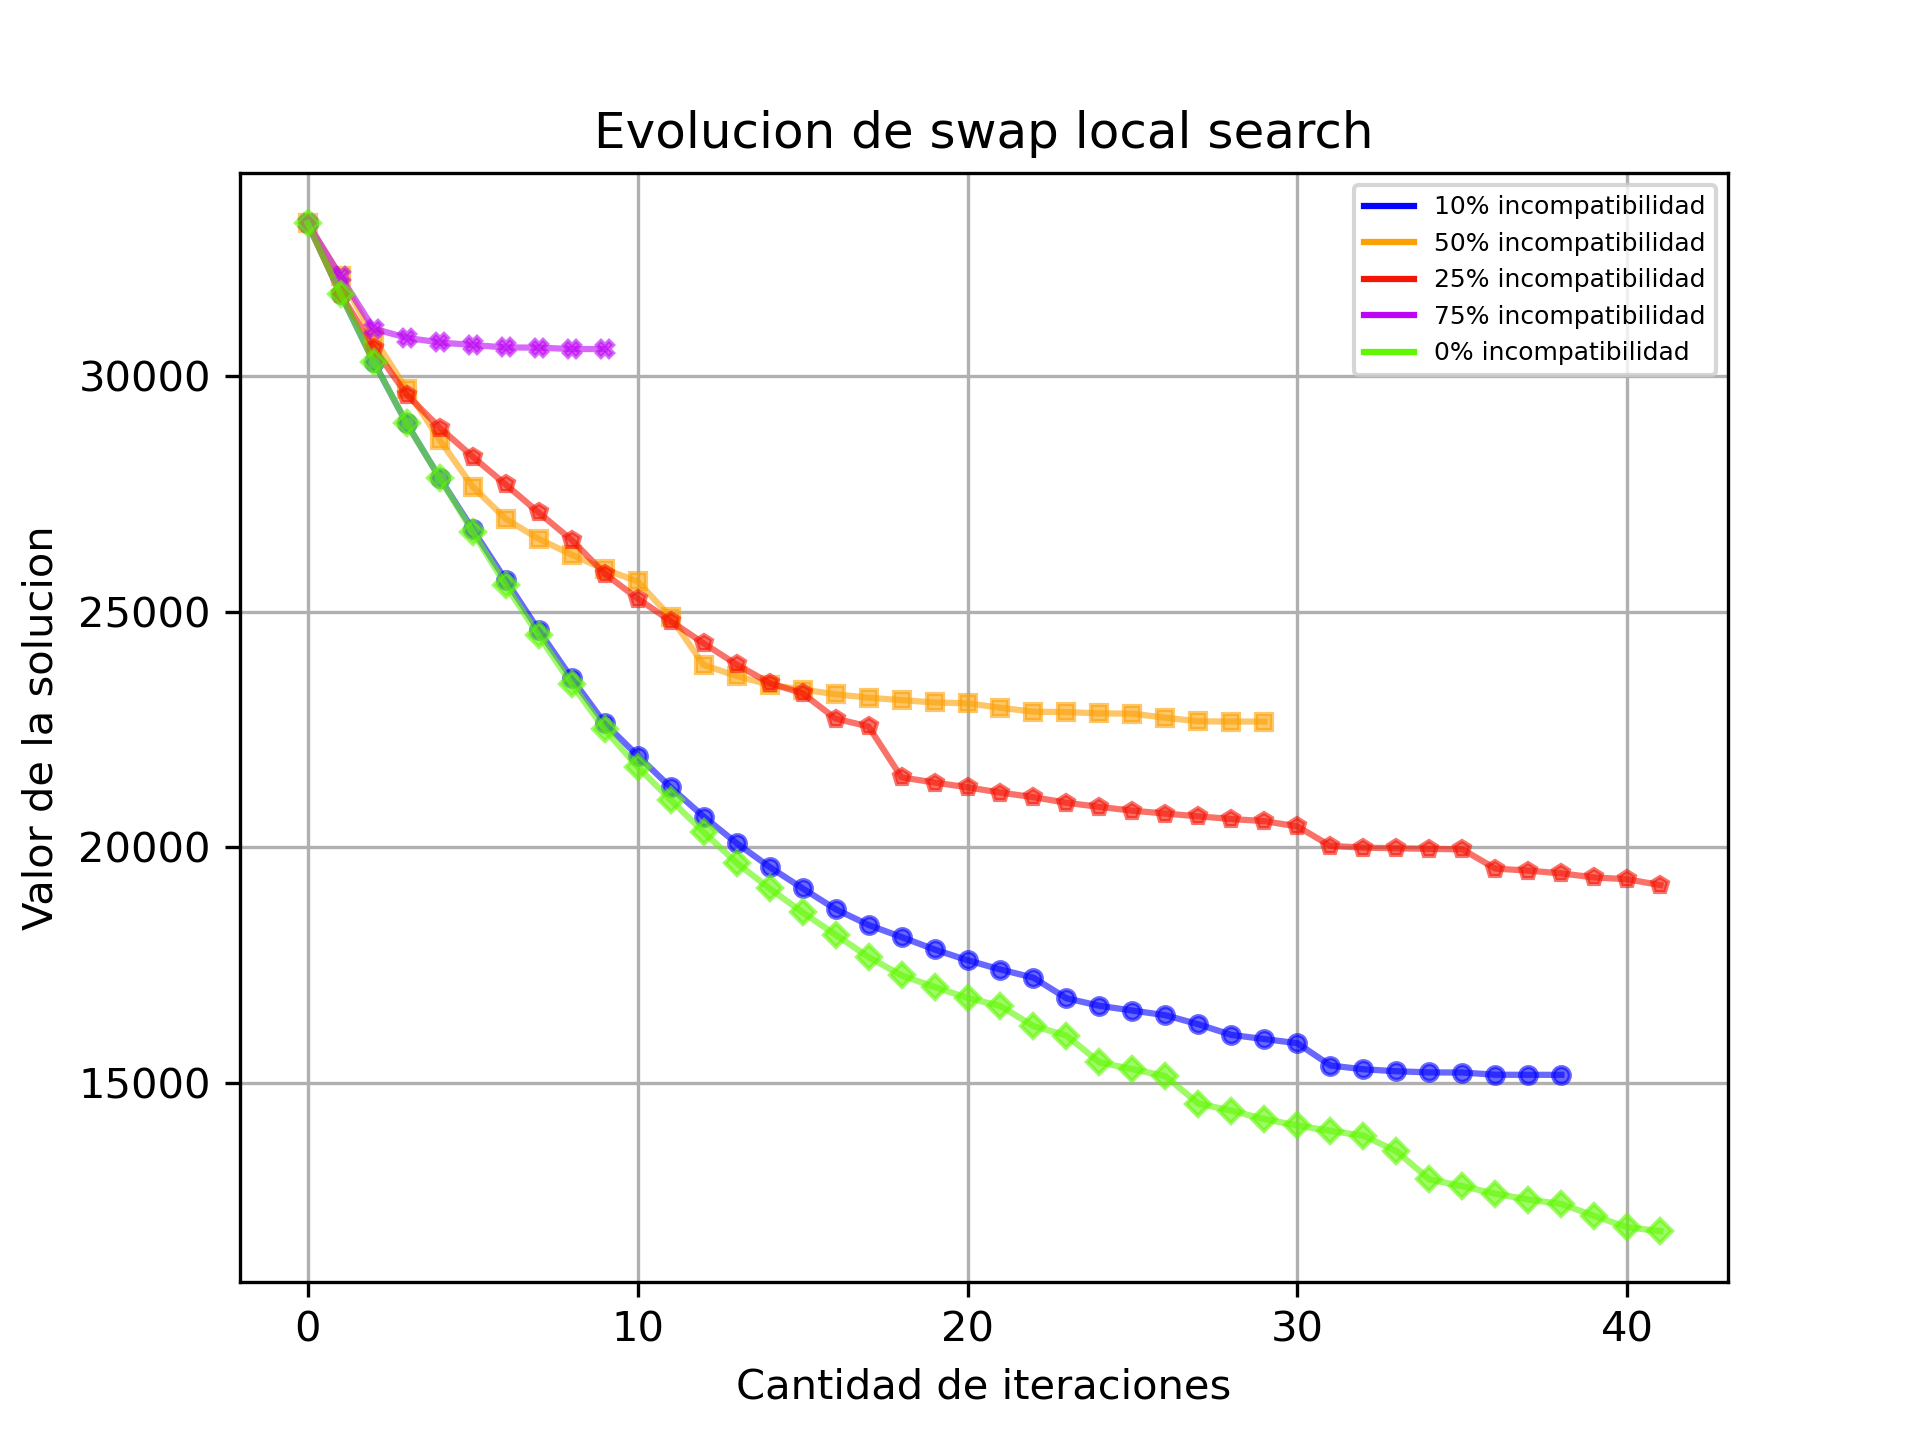 Evolucion de swap local search
10% incompatibilidad
50% incompatibilidad
25% incompatibilidad
75% incompatibilidad
0% incompatibilidad
Valor de la solucion
30000
25000
20000
15000
0 10 20 30 40
Cantidad de iteraciones